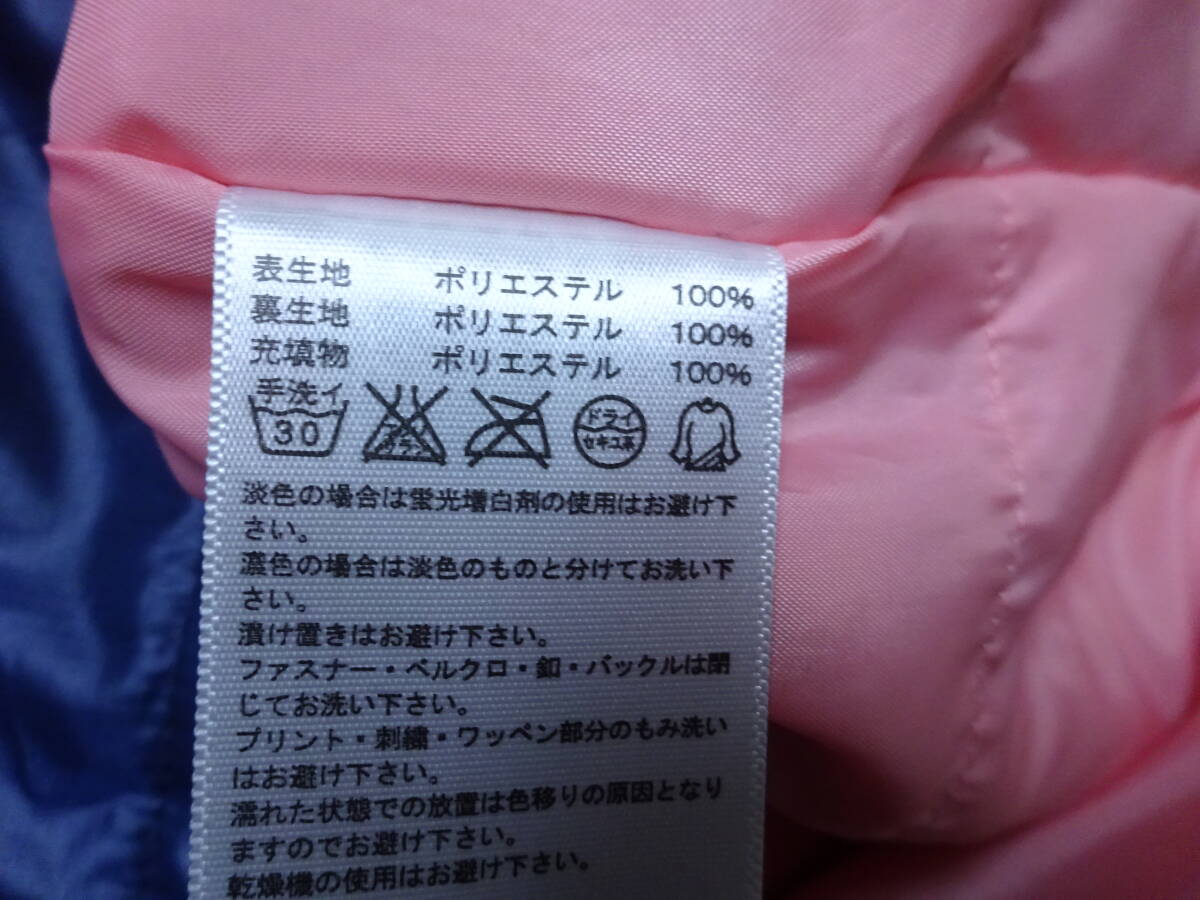 表生地 ポリエステル 100%
裏生地 ポリエステル 100%
充填物 ポリエステル 100%
手洗イ
30
エンソサラシ
ドライ
セキユ系
淡色の場合は蛍光増白剤の使用はお避け下
さい。
濃色の場合は淡色のものと分けてお洗い下
さい。
漬け置きはお避け下さい。
ファスナー・ベルクロ・釦・バックルは閉
じてお洗い下さい。
プリント・刺繍・ワッペン部分のもみ洗い
はお避け下さい。
濡れた状態での放置は色移りの原因となり
ますのでお避け下さい。
乾燥機の使用はお避け下さい。